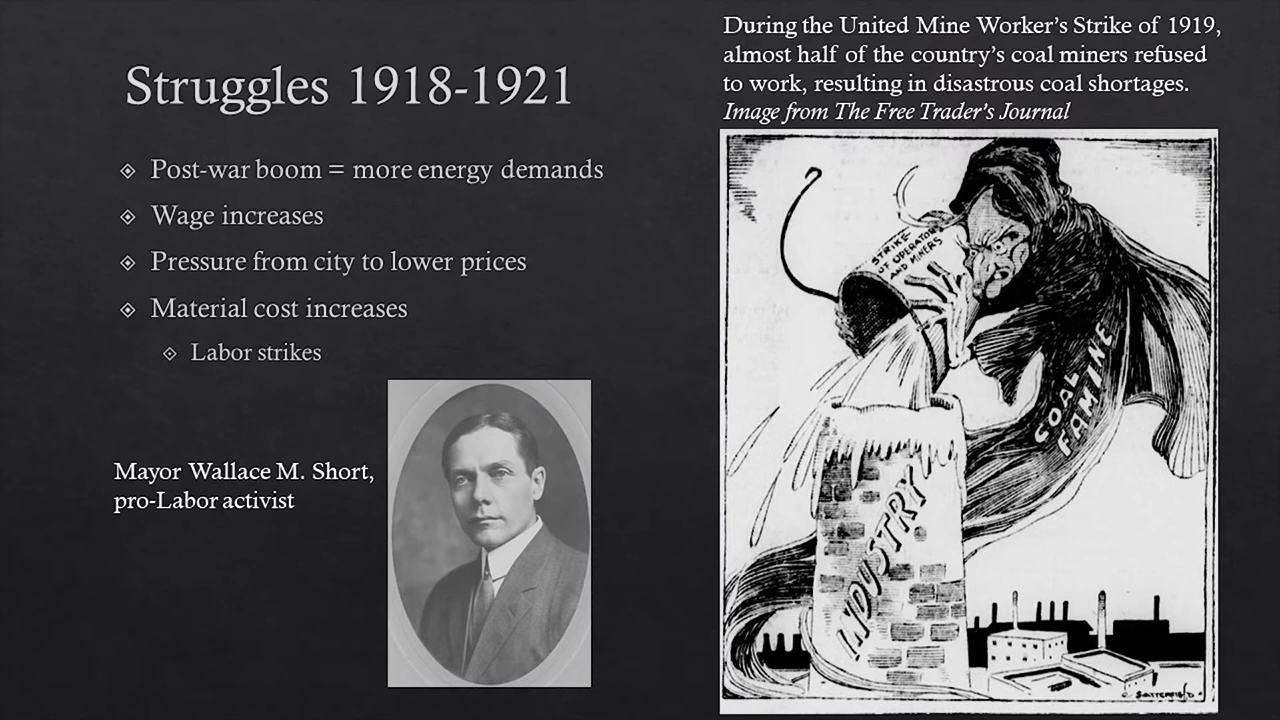 Struggles 1918-1921
Post-war boom = more energy demands
Wage increases
Pressure from city to lower prices
Material cost increases
Labor strikes
Mayor Wallace M. Short,
pro-Labor activist
During the United Mine Worker's Strike of 1919,
almost half of the country's coal miners refused
to work, resulting in disastrous coal shortages.
Image from The Free Trader's Journal
STRIKE-
OF OPERATORS
AND MINERS
COAL
FAMINE
INDUSTRY
SATTERFIELD